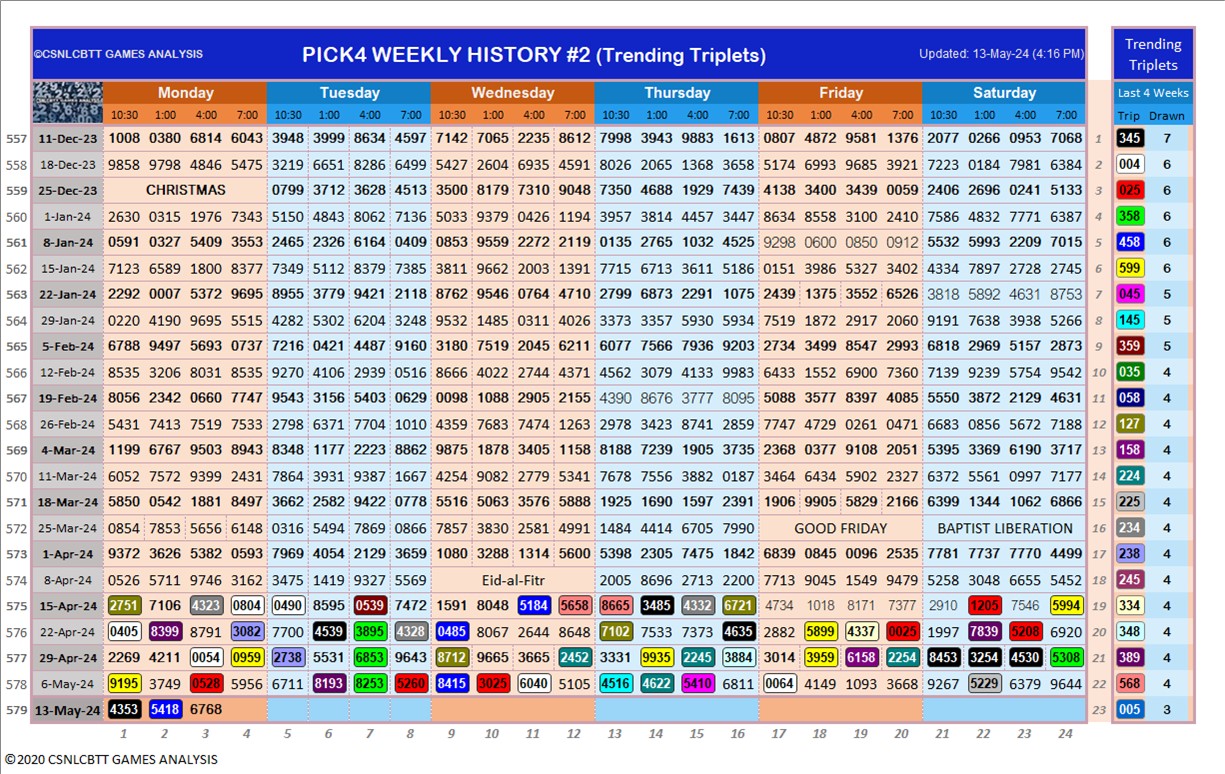 ©CSNLCBTT GAMES ANALYSIS PICK4 WEEKLY HISTORY #2 (Trending Triplets) Updated: 13-May-24 (4:16 PM) Trending Triplets
Monday Tuesday Wednesday Thursday Friday Saturday Last 4 Weeks
10:30 1:00 4:00 7:00 10:30 1:00 4:00 7:00 10:30 1:00 4:00 7:00 10:30 1:00 4:00 7:00 10:30 1:00 4:00 7:00 10:30 1:00 4:00 7:00 Trip Drawn
557 11-Dec-23 1008 0380 6814 6043 3948 3999 8634 4597 7142 7065 2235 8612 7998 3943 9883 1613 0807 4872 9581 1376 2077 0266 0953 7068 1 345 7
558 18-Dec-23 9858 9798 4846 5475 3219 6651 8286 6499 5427 2604 6935 4591 8026 2065 1368 3658 5174 6993 9685 3921 7223 0184 7981 6384 2 004 6
559 25-Dec-23 CHRISTMAS 0799 3712 3628 4513 3500 8179 7310 9048 7350 4688 1929 7439 4138 3400 3439 0059 2406 2696 0241 5133 3 025 6
560 1-Jan-24 2630 0315 1976 7343 5150 4843 8062 7136 5033 9379 0426 1194 3957 3814 4457 3447 8634 8558 3100 2410 7586 4832 7771 6387 4 358 6
561 8-Jan-24 0591 0327 5409 3553 2465 2326 6164 0409 0853 9559 2272 2119 0135 2765 1032 4525 9298 0600 0850 0912 5532 5993 2209 7015 5 458 6
562 15-Jan-24 7123 6589 1800 8377 7349 5112 8379 7385 3811 9662 2003 1391 7715 6713 3611 5186 0151 3986 5327 3402 4334 7897 2728 2745 6 599 6
563 22-Jan-24 2292 0007 5372 9695 8955 3779 9421 2118 0762 9546 0764 4710 2799 6873 2291 1075 2439 1375 3552 6526 3818 5892 4631 8753 7 045 5
564 29-Jan-24 0220 4190 9695 5515 4282 5302 6204 3248 0532 1485 0311 4026 3373 3357 5930 5934 7519 1872 2917 2060 9191 7638 3938 5266 8 145 5
565 5-Feb-24 6788 9497 5693 0737 7216 0421 4487 9160 3180 7519 2045 6211 6077 7566 7936 9203 2734 3499 8547 2993 6818 2969 5157 2873 9 359 5
566 12-Feb-24 8535 3206 8031 8535 9270 4106 2939 0516 8666 4022 2744 4371 4562 3079 4133 9983 6433 1552 6900 7360 7139 9239 5754 9542 10 035 4
567 19-Feb-24 8056 2342 0660 7747 9543 3156 5403 0629 0098 1088 2905 2155 4390 8676 3777 8095 5088 3577 8397 4085 5550 3872 2129 4631 11 058 4
568 26-Feb-24 5431 7413 7519 7533 2798 6371 7704 1010 4359 7683 7474 1263 2978 3423 8741 2859 7747 4729 0261 0471 6683 0856 5672 7188 12 127 4
569 4-Mar-24 1199 6767 9503 8943 8348 1177 2223 8862 9875 1878 3405 1158 8188 7239 1905 3735 2368 0377 9108 2051 5395 3369 6190 3717 13 158 4
570 11-Mar-24 6052 7572 9399 2431 7864 3931 9387 1667 4254 9082 2779 5341 7678 7556 3884 0187 3464 6434 5902 2327 6372 5561 0997 7177 14 224 4
571 18-Mar-24 5850 0542 1881 8497 3662 2582 9422 0778 5516 5063 3576 5888 1925 1690 1597 2391 1906 9905 5829 2166 6399 1344 1062 6866 15 225 4
572 25-Mar-24 0854 7853 5656 6148 0316 5494 7869 0866 7857 3830 2581 4991 1484 4414 6705 7990 GOOD FRIDAY BAPTIST LIBERATION 16 234 4
573 1-Apr-24 9372 3626 5382 0593 7969 4054 2129 3659 1080 3288 1314 5600 5398 2305 7475 1842 6839 0845 0096 2535 7781 7737 7770 4499 17 238 4
574 8-Apr-24 0526 5711 9746 3162 3475 1419 9327 5569 Eid-al-Fitr 2005 8696 2713 2200 7713 9045 1549 9479 5258 3048 6655 5452 18 245 4
575 15-Apr-24 2751 7106 4323 0804 0490 8595 0539 7472 1591 8048 5184 5658 8665 3485 4332 6721 4734 1018 8171 7377 2910 1205 7546 5994 19 334 4
576 22-Apr-24 0405 8399 8791 3082 7700 4539 3895 4328 0485 8067 2644 8648 7102 7533 7373 4635 2882 5899 4337 0025 1997 7839 5208 6920 20 348 4
577 29-Apr-24 2269 4211 0054 0959 2738 5531 6853 9643 8712 9665 3665 2452 3331 9935 2245 3884 3014 3959 6158 2254 8453 3254 4530 5308 21 389 4
578 6-May-24 9195 3749 0528 5956 6711 8193 8253 5260 8415 3025 6040 5105 4516 4622 5410 6811 0064 4149 1093 3668 9267 5229 6379 9644 22 568 4
579 13-May-24 4353 5418 6768 23 005 3
1 2 3 4 5 6 7 8 9 10 11 12 13 14 15 16 17 18 19 20 21 22 23 24
©2020 CSNLCBTT GAMES ANALYSIS